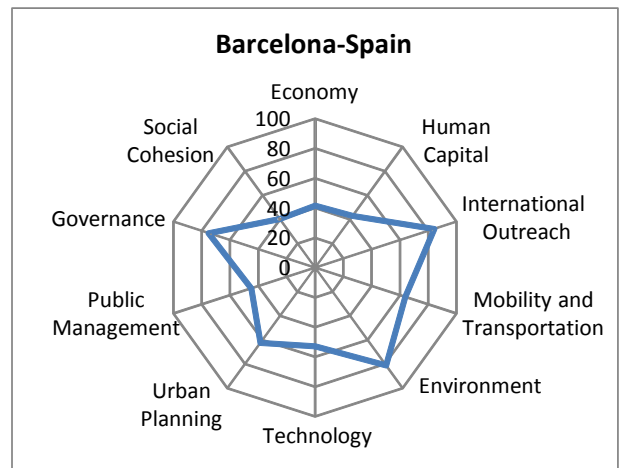 Barcelona-Spain
Economy
Human
Capital
International
Outreach
Mobility and
Transportation
Environment
Technology
Urban
Planning
Public
Management
Governance
Social
Cohesion
100
80
60
40
20
0